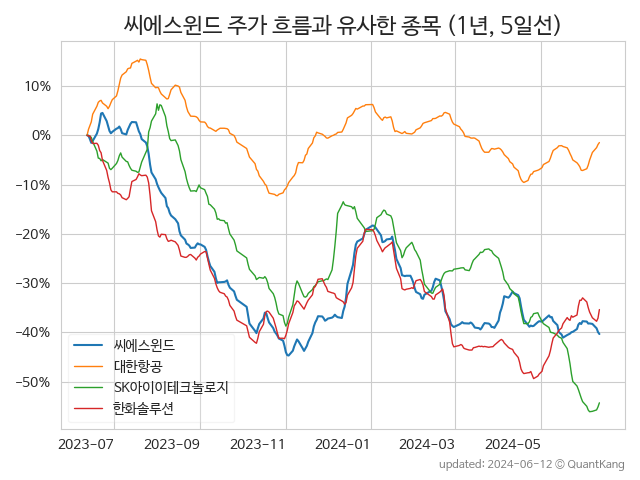 씨에스윈드 주가 흐름과 유사한 종목 (1년, 5일선)
10%
0%
−10%
−20%
−30%
−40%
−50%
씨에스윈드
대한항공
SK아이이테크놀로지
한화솔루션
2023-07
2023-09
2023-11
2024-01
2024-03
2024-05
updated: 2024-06-12 © QuantKang